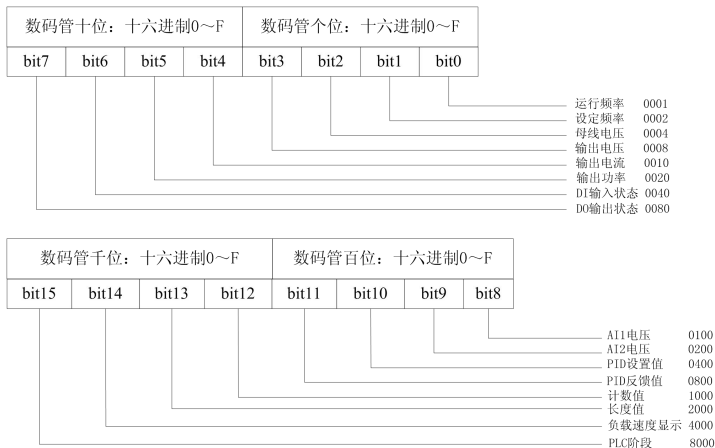 数码管十位：十六进制0～F 数码管个位：十六进制0～F
bit7 bit6 bit5 bit4 bit3 bit2 bit1 bit0
运行频率 0001
设定频率 0002
母线电压 0004
输出电压 0008
输出电流 0010
输出功率 0020
DI输入状态 0040
DO输出状态 0080
数码管千位：十六进制0～F 数码管百位：十六进制0～F
bit15 bit14 bit13 bit12 bit11 bit10 bit9 bit8
AI1电压 0100
AI2电压 0200
PID设置值 0400
PID反馈值 0800
计数值 1000
长度值 2000
负载速度显示 4000
PLC阶段 8000